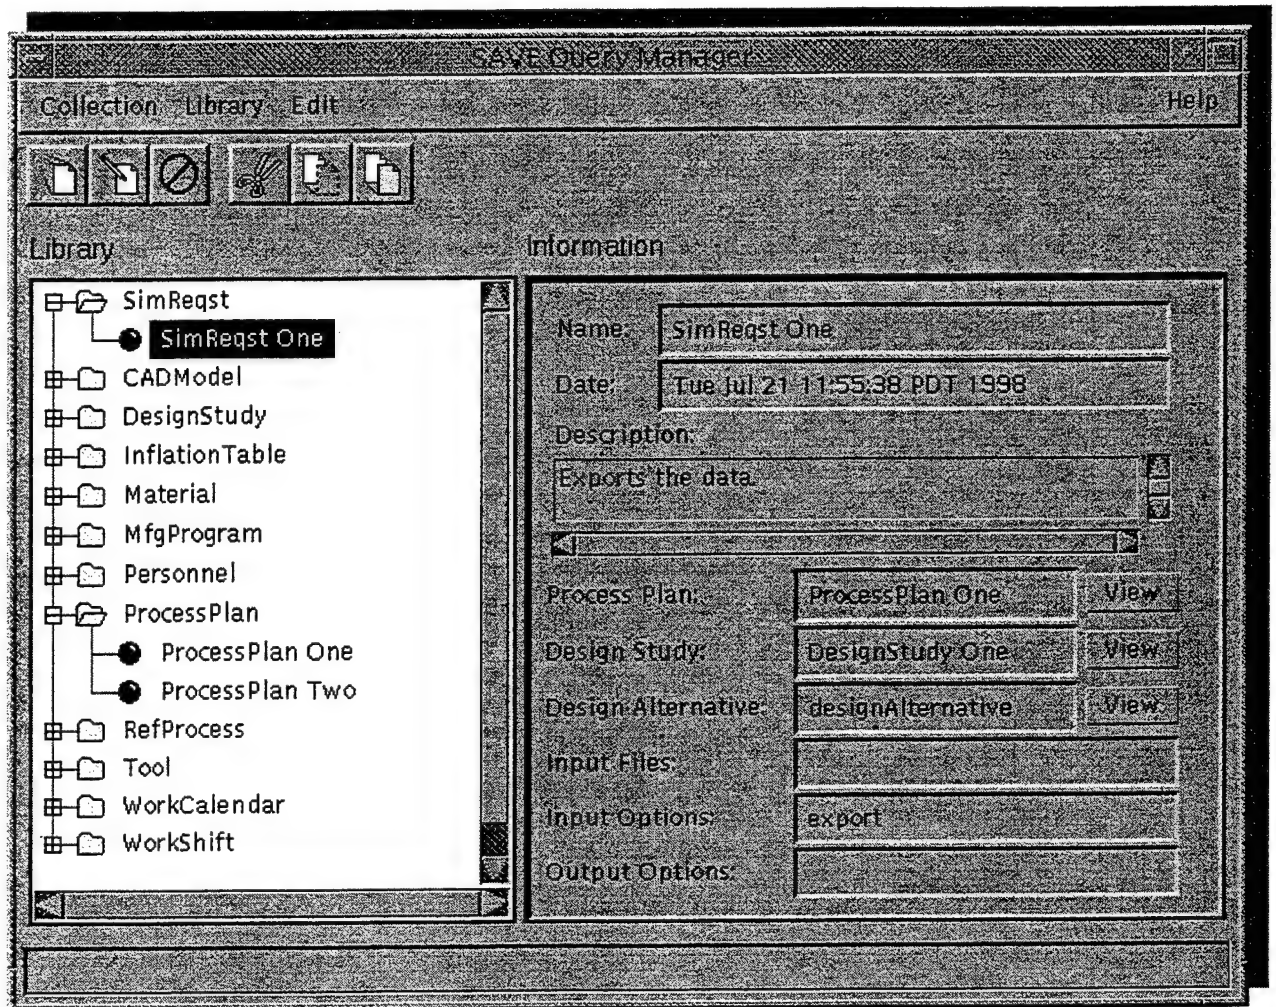 SAVE Query Manager
Collection Library Edit Help
Library
Information
SimReqst
SimReqst One
CADModel
DesignStudy
InflationTable
Material
MfgProgram
Personnel
ProcessPlan
ProcessPlan One
ProcessPlan Two
RefProcess
Tool
WorkCalendar
WorkShift
Name: SimReqst One
Date: Tue Jul 21 11:55:38 PDT 1998
Description:
Exports the data.
Process Plan: ProcessPlan One View
Design Study: DesignStudy One View
Design Alternative: designAlternative View
Input Files:
Input Options: export
Output Options: